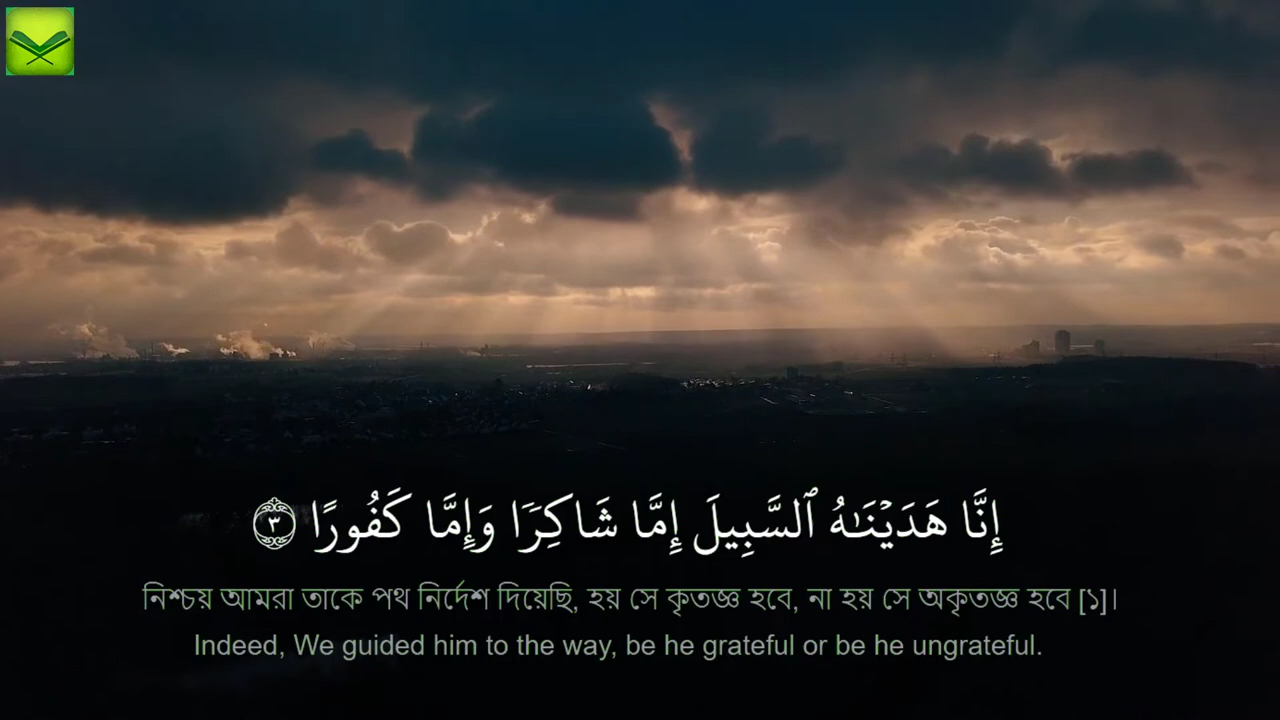 إِنَّا هَدَيْنَـٰهُ ٱلسَّبِيلَ إِمَّا شَاكِرًا وَإِمَّا كَفُورًا ٣
নিশ্চয় আমরা তাকে পথ নির্দেশ দিয়েছি, হয় সে কৃতজ্ঞ হবে, না হয় সে অকৃতজ্ঞ হবে [১]।
Indeed, We guided him to the way, be he grateful or be he ungrateful.